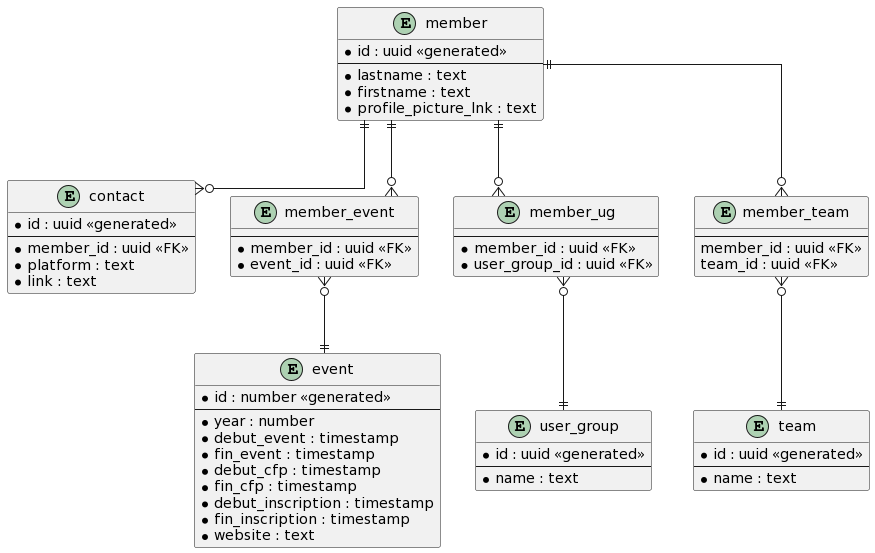 E member
* id : uuid «generated»
* lastname : text
* firstname : text
* profile_picture_lnk : text
E contact
* id : uuid «generated»
* member_id : uuid «FK»
* platform : text
* link : text
E member_event
* member_id : uuid «FK»
* event_id : uuid «FK»
E member_ug
* member_id : uuid «FK»
* user_group_id : uuid «FK»
E member_team
member_id : uuid «FK»
team_id : uuid «FK»
E event
* id : number «generated»
* year : number
* debut_event : timestamp
* fin_event : timestamp
* debut_cfp : timestamp
* fin_cfp : timestamp
* debut_inscription : timestamp
* fin_inscription : timestamp
* website : text
E user_group
* id : uuid «generated»
* name : text
E team
* id : uuid «generated»
* name : text